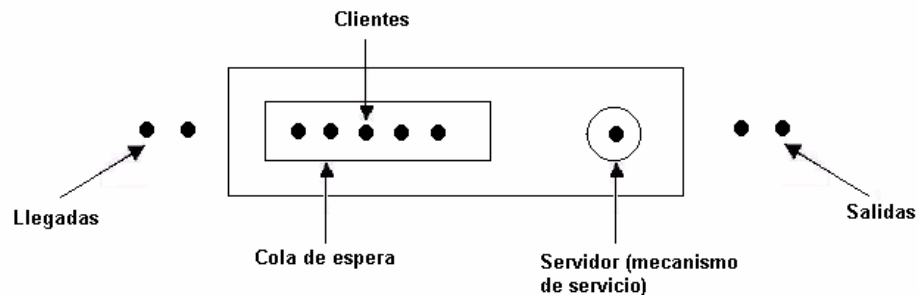 Clientes
Llegadas
Salidas
Cola de espera
Servidor (mecanismo
de servicio)